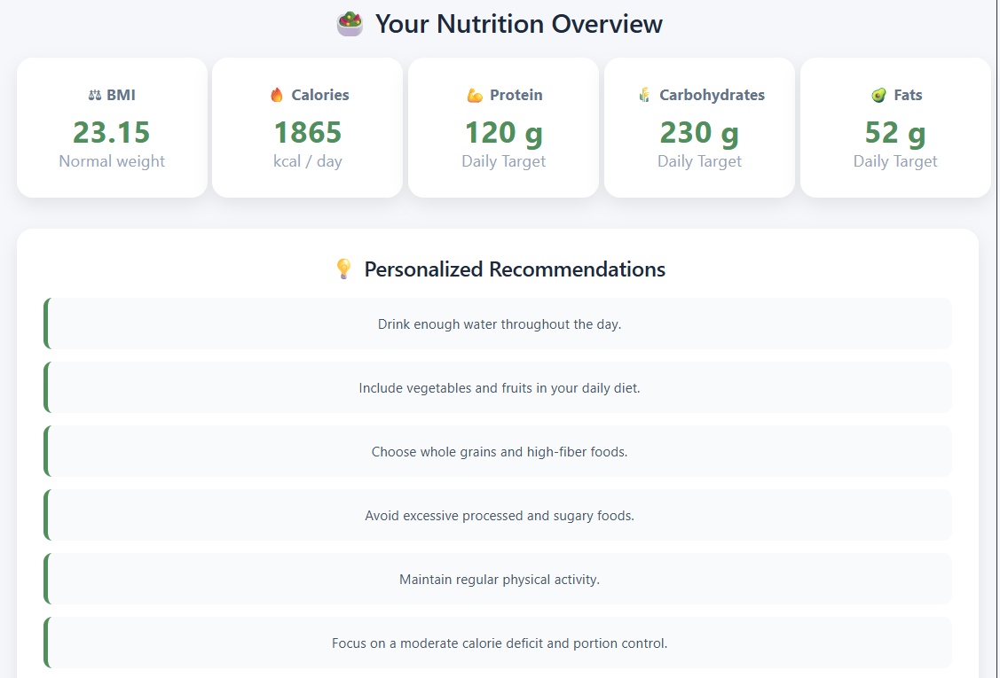 Your Nutrition Overview
BMI
23.15
Normal weight
Calories
1865
kcal / day
Protein
120 g
Daily Target
Carbohydrates
230 g
Daily Target
Fats
52 g
Daily Target
Personalized Recommendations
Drink enough water throughout the day.
Include vegetables and fruits in your daily diet.
Choose whole grains and high-fiber foods.
Avoid excessive processed and sugary foods.
Maintain regular physical activity.
Focus on a moderate calorie deficit and portion control.